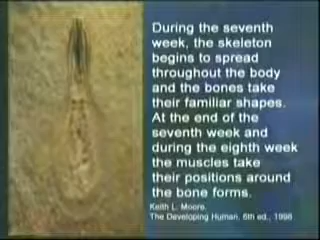 During the seventh
week, the skeleton
begins to spread
throughout the body
and the bones take
their familiar shapes.
At the end of the
seventh week and
during the eighth week
the muscles take
their positions around
the bone forms.
Keith L. Moore,
The Developing Human, 6th ed., 1998